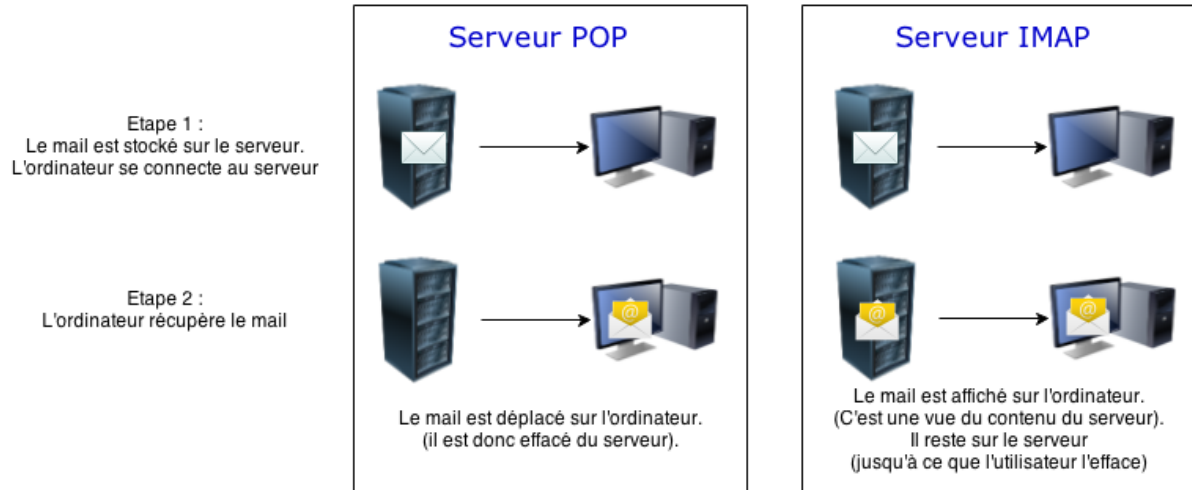 Serveur POP
Serveur IMAP
Etape 1 :
Le mail est stocké sur le serveur.
L'ordinateur se connecte au serveur
Etape 2 :
L'ordinateur récupère le mail
@
@
@
Le mail est déplacé sur l'ordinateur.
(il est donc effacé du serveur).
Le mail est affiché sur l'ordinateur.
(C'est une vue du contenu du serveur).
Il reste sur le serveur
(jusqu'à ce que l'utilisateur l'efface)